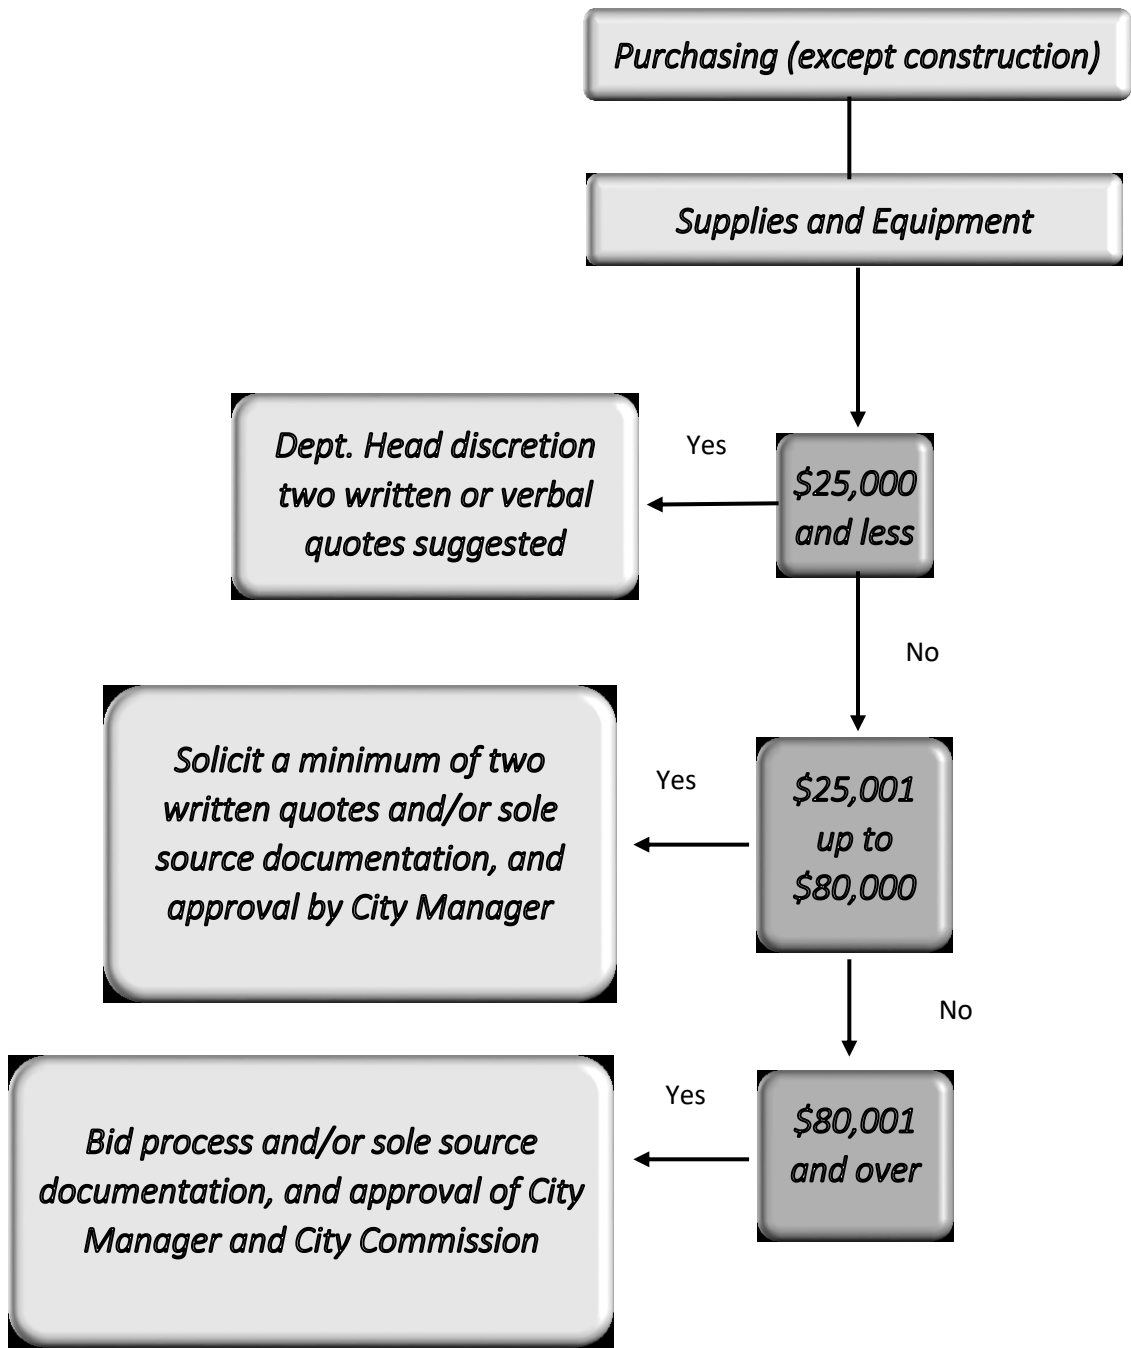 Purchasing (except construction)
Supplies and Equipment
Dept. Head discretion
two written or verbal
quotes suggested
Yes
$25,000
and less
No
Solicit a minimum of two
written quotes and/or sole
source documentation, and
approval by City Manager
Yes
$25,001
up to
$80,000
No
Bid process and/or sole source
documentation, and approval of City
Manager and City Commission
Yes
$80,001
and over